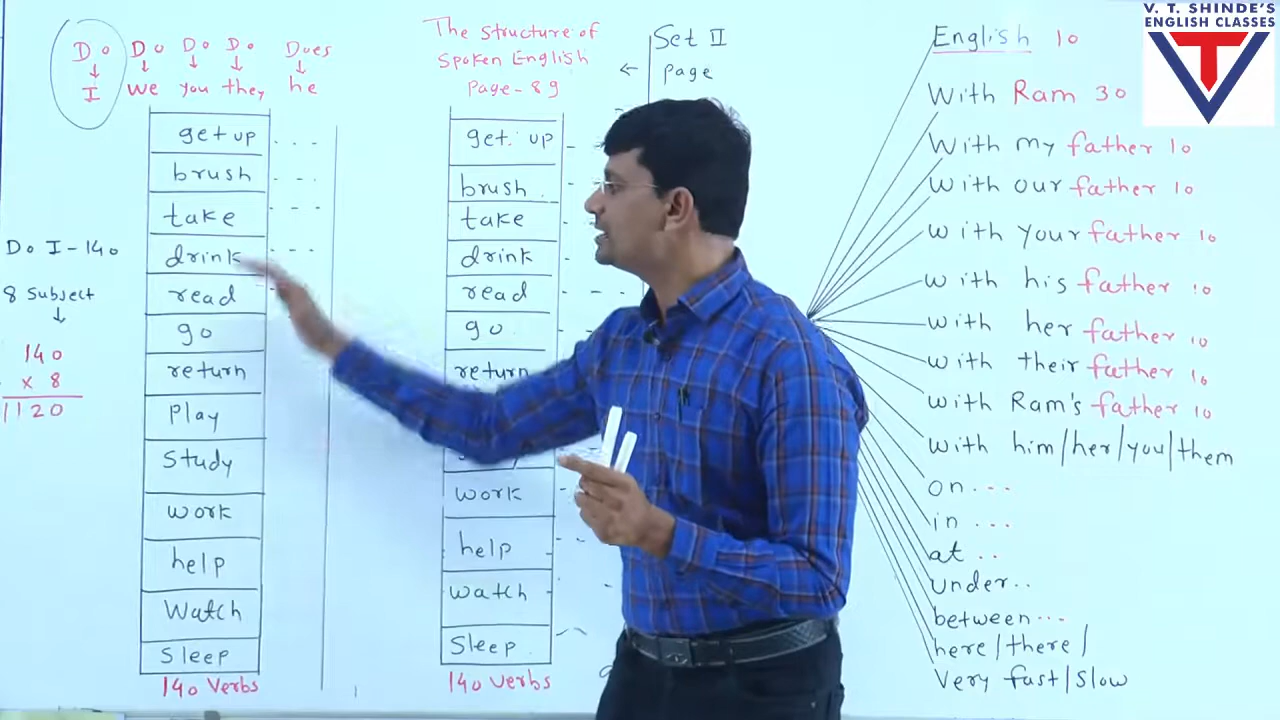 Do Do Do Do Does
I we you they he
get up
brush
take
drink
read
go
return
Play
Study
work
help
Watch
Sleep
140 Verbs
Do I - 140
8 Subject
140
x 8
1120
The Structure of
Spoken English
Page - 89
get up
brush
take
drink
read
go
return
work
help
watch
Sleep
140 verbs
Set II
page
English 10
With Ram 30
With my father 10
With our father 10
With your father 10
with his father 10
with her father 10
with their father 10
with Ram's father 10
with him/her/you/them
on...
in ...
at ..
under..
between...
here/there/
Very fast/slow
V. T. SHINDE'S
ENGLISH CLASSES
VT